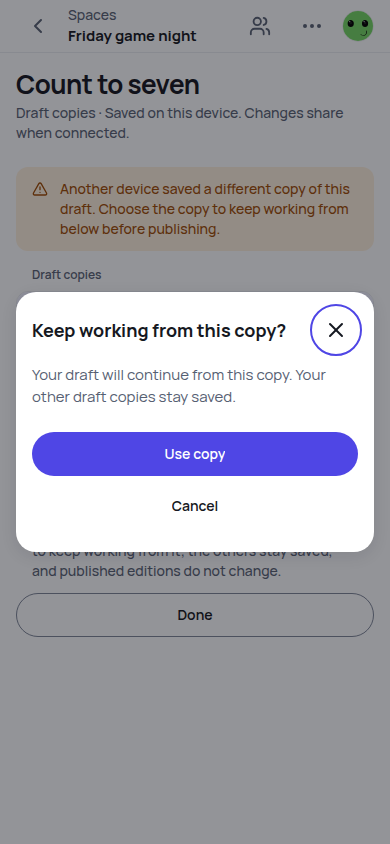 Spaces
Friday game night
Count to seven
Draft copies · Saved on this device. Changes share
when connected.
Another device saved a different copy of this
draft. Choose the copy to keep working from
below before publishing.
Draft copies
Keep working from this copy?
Your draft will continue from this copy. Your
other draft copies stay saved.
Use copy
Cancel
to keep working from it; the others stay saved,
and published editions do not change.
Done